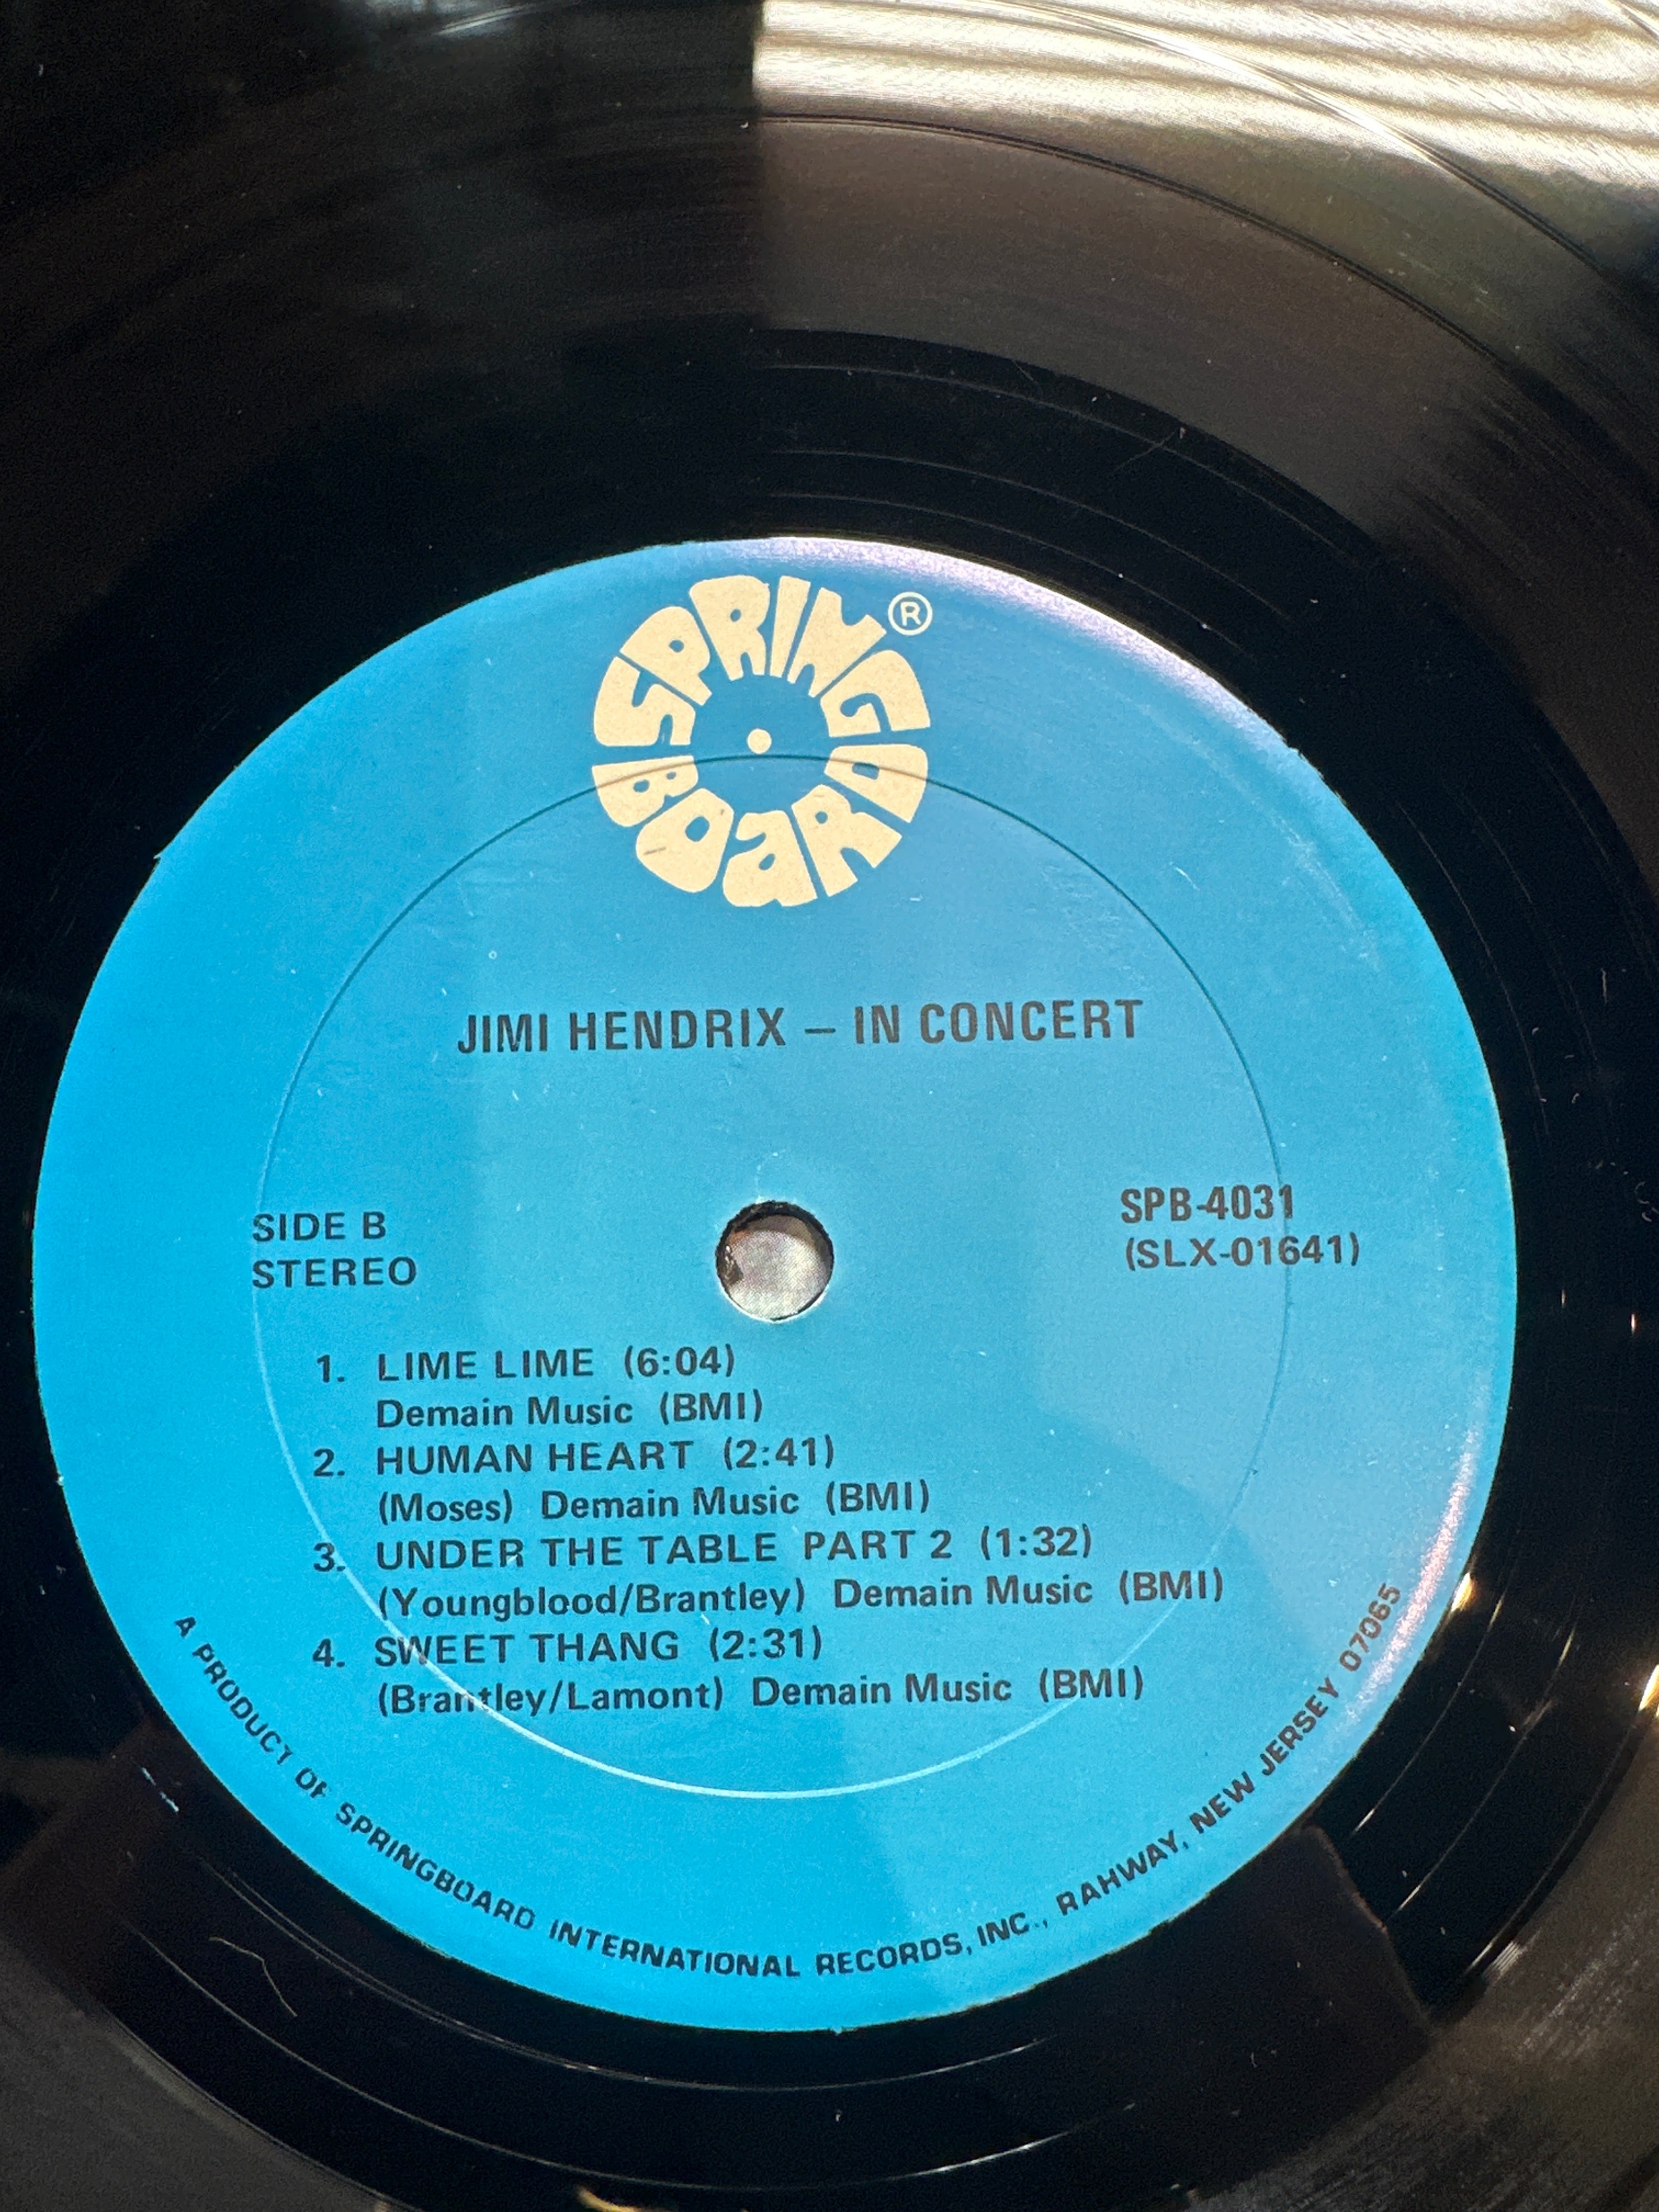 SPRING
BOARD ®
JIMI HENDRIX – IN CONCERT
SIDE B
STEREO
SPB-4031
(SLX-01641)
1. LIME LIME (6:04)
Demain Music (BMI)
2. HUMAN HEART (2:41)
(Moses) Demain Music (BMI)
3. UNDER THE TABLE PART 2 (1:32)
(Youngblood/Brantley) Demain Music (BMI)
4. SWEET THANG (2:31)
(Brantley/Lamont) Demain Music (BMI)
A PRODUCT OF SPRINGBOARD INTERNATIONAL RECORDS, INC., RAHWAY, NEW JERSEY 07065